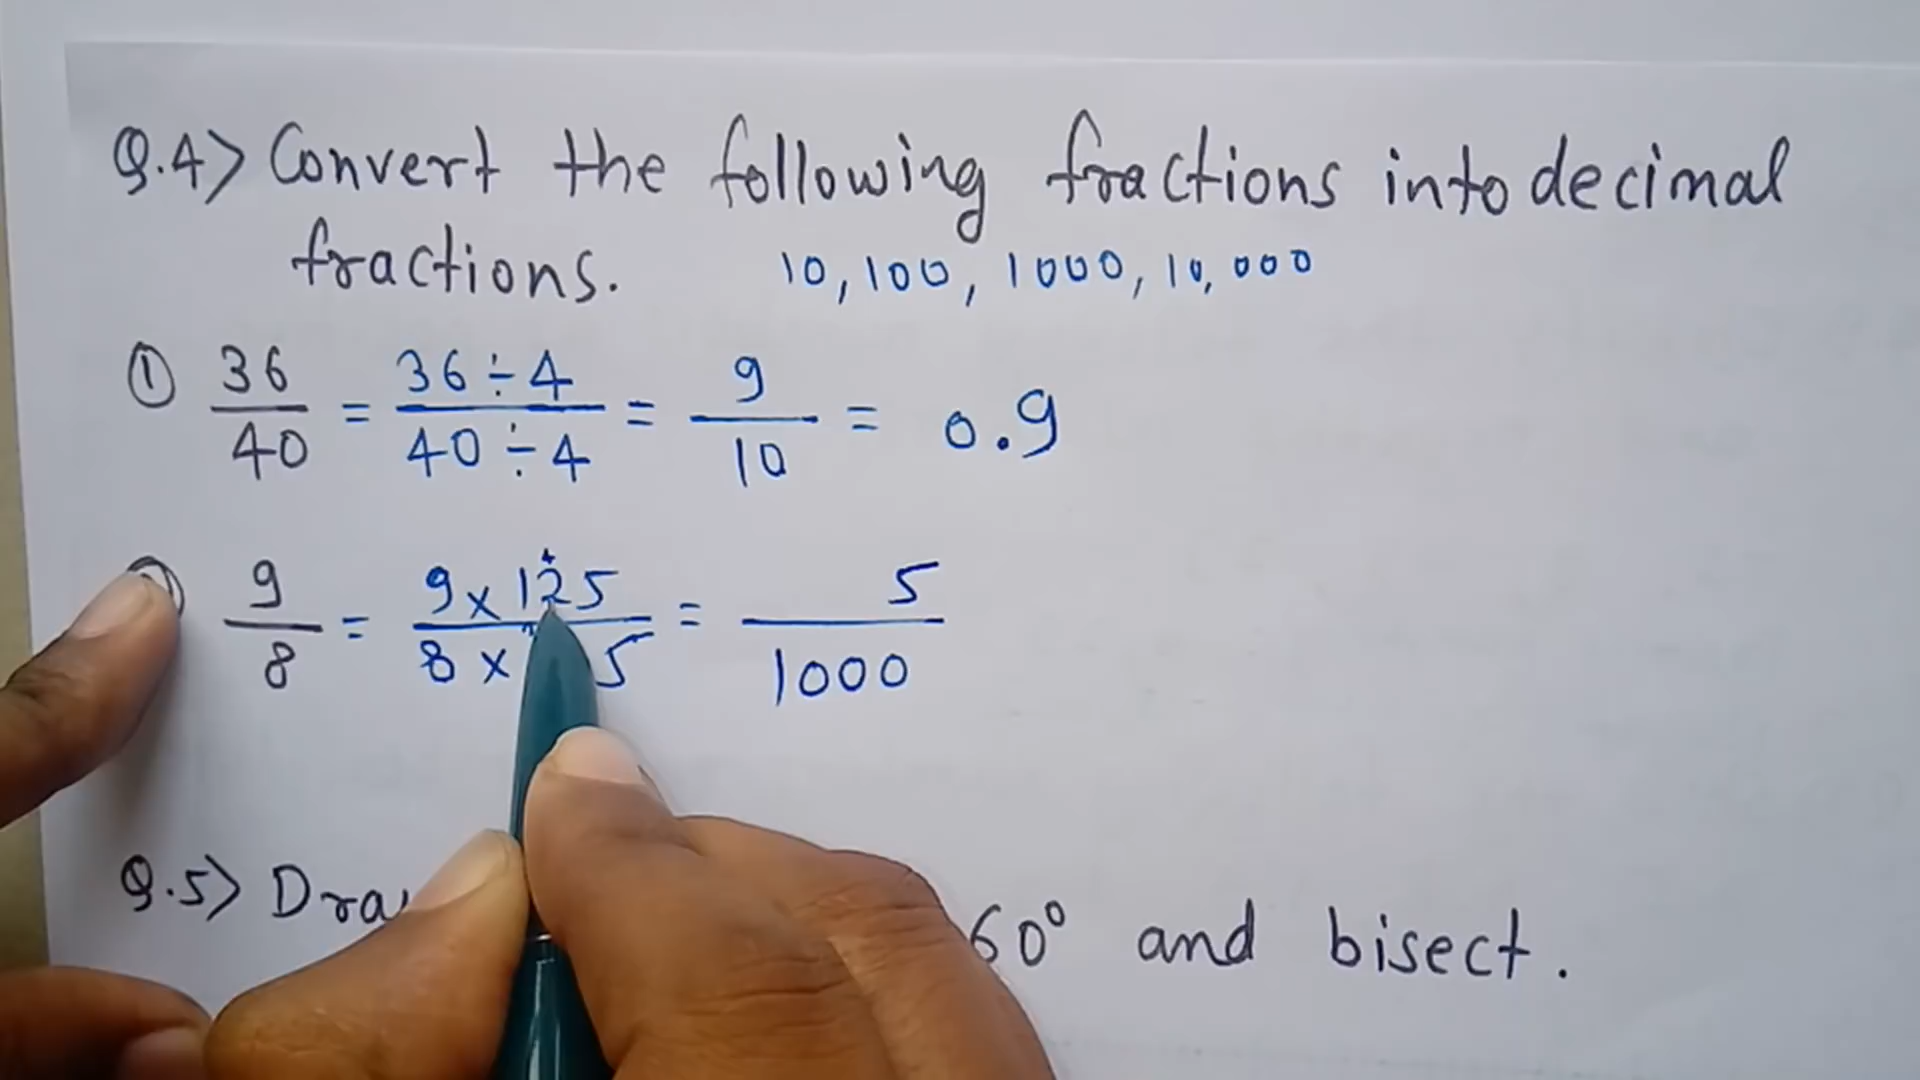 Q.4> Convert the following fractions into decimal
fractions. 10, 100, 1000, 10,000
① 36/40 = 36÷4/40÷4 = 9/10 = 0.9
9/8 = 9×125/8× 5 = 5/1000
Q.5> 60° and bisect.